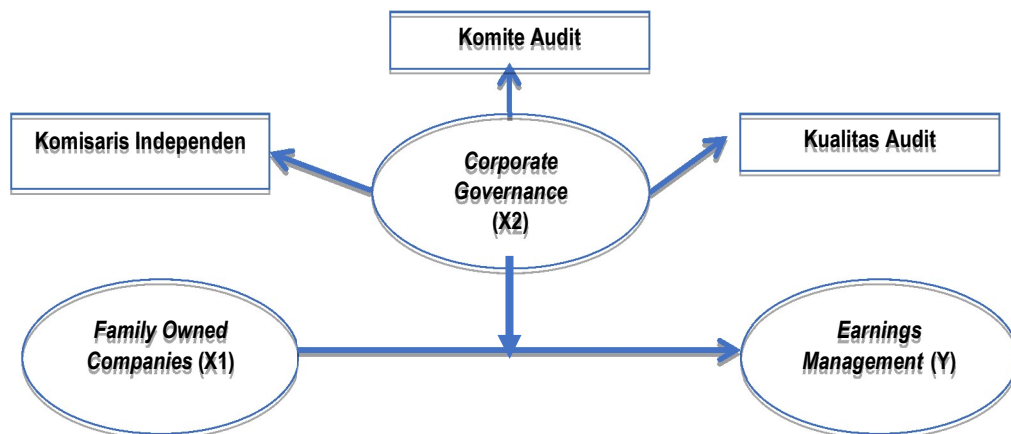 Komite Audit
Komisaris Independen
Kualitas Audit
Corporate
Governance
(X2)
Family Owned
Companies (X1)
Earnings
Management (Y)